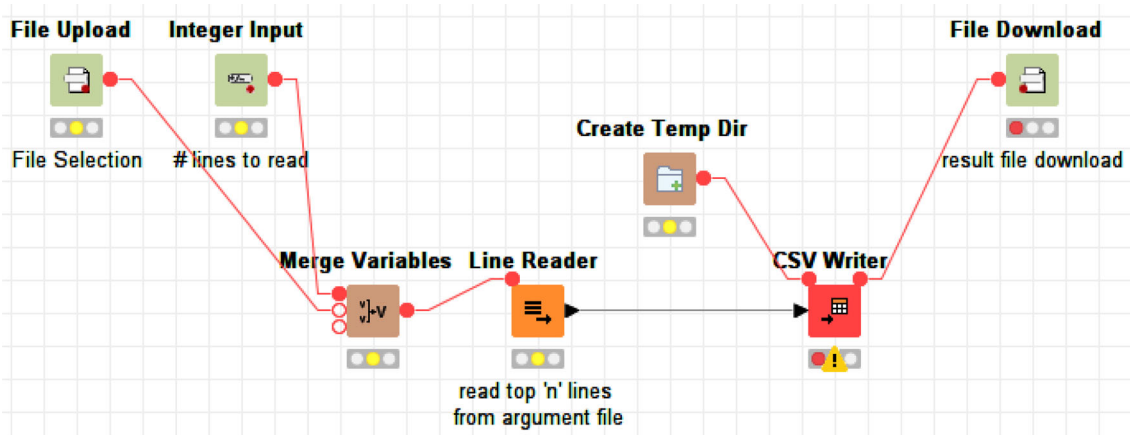 File Upload
Integer Input
File Download
File Selection
# lines to read
Create Temp Dir
result file download
Merge Variables
Line Reader
CSV Writer
read top 'n' lines
from argument file